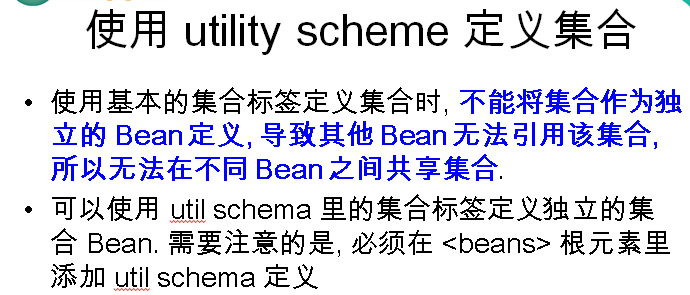 使用 utility scheme 定义集合
• 使用基本的集合标签定义集合时, 不能将集合作为独
立的 Bean 定义, 导致其他 Bean 无法引用该集合,
所以无法在不同 Bean 之间共享集合.
• 可以使用 util schema 里的集合标签定义独立的集
合 Bean. 需要注意的是, 必须在 <beans> 根元素里
添加 util schema 定义